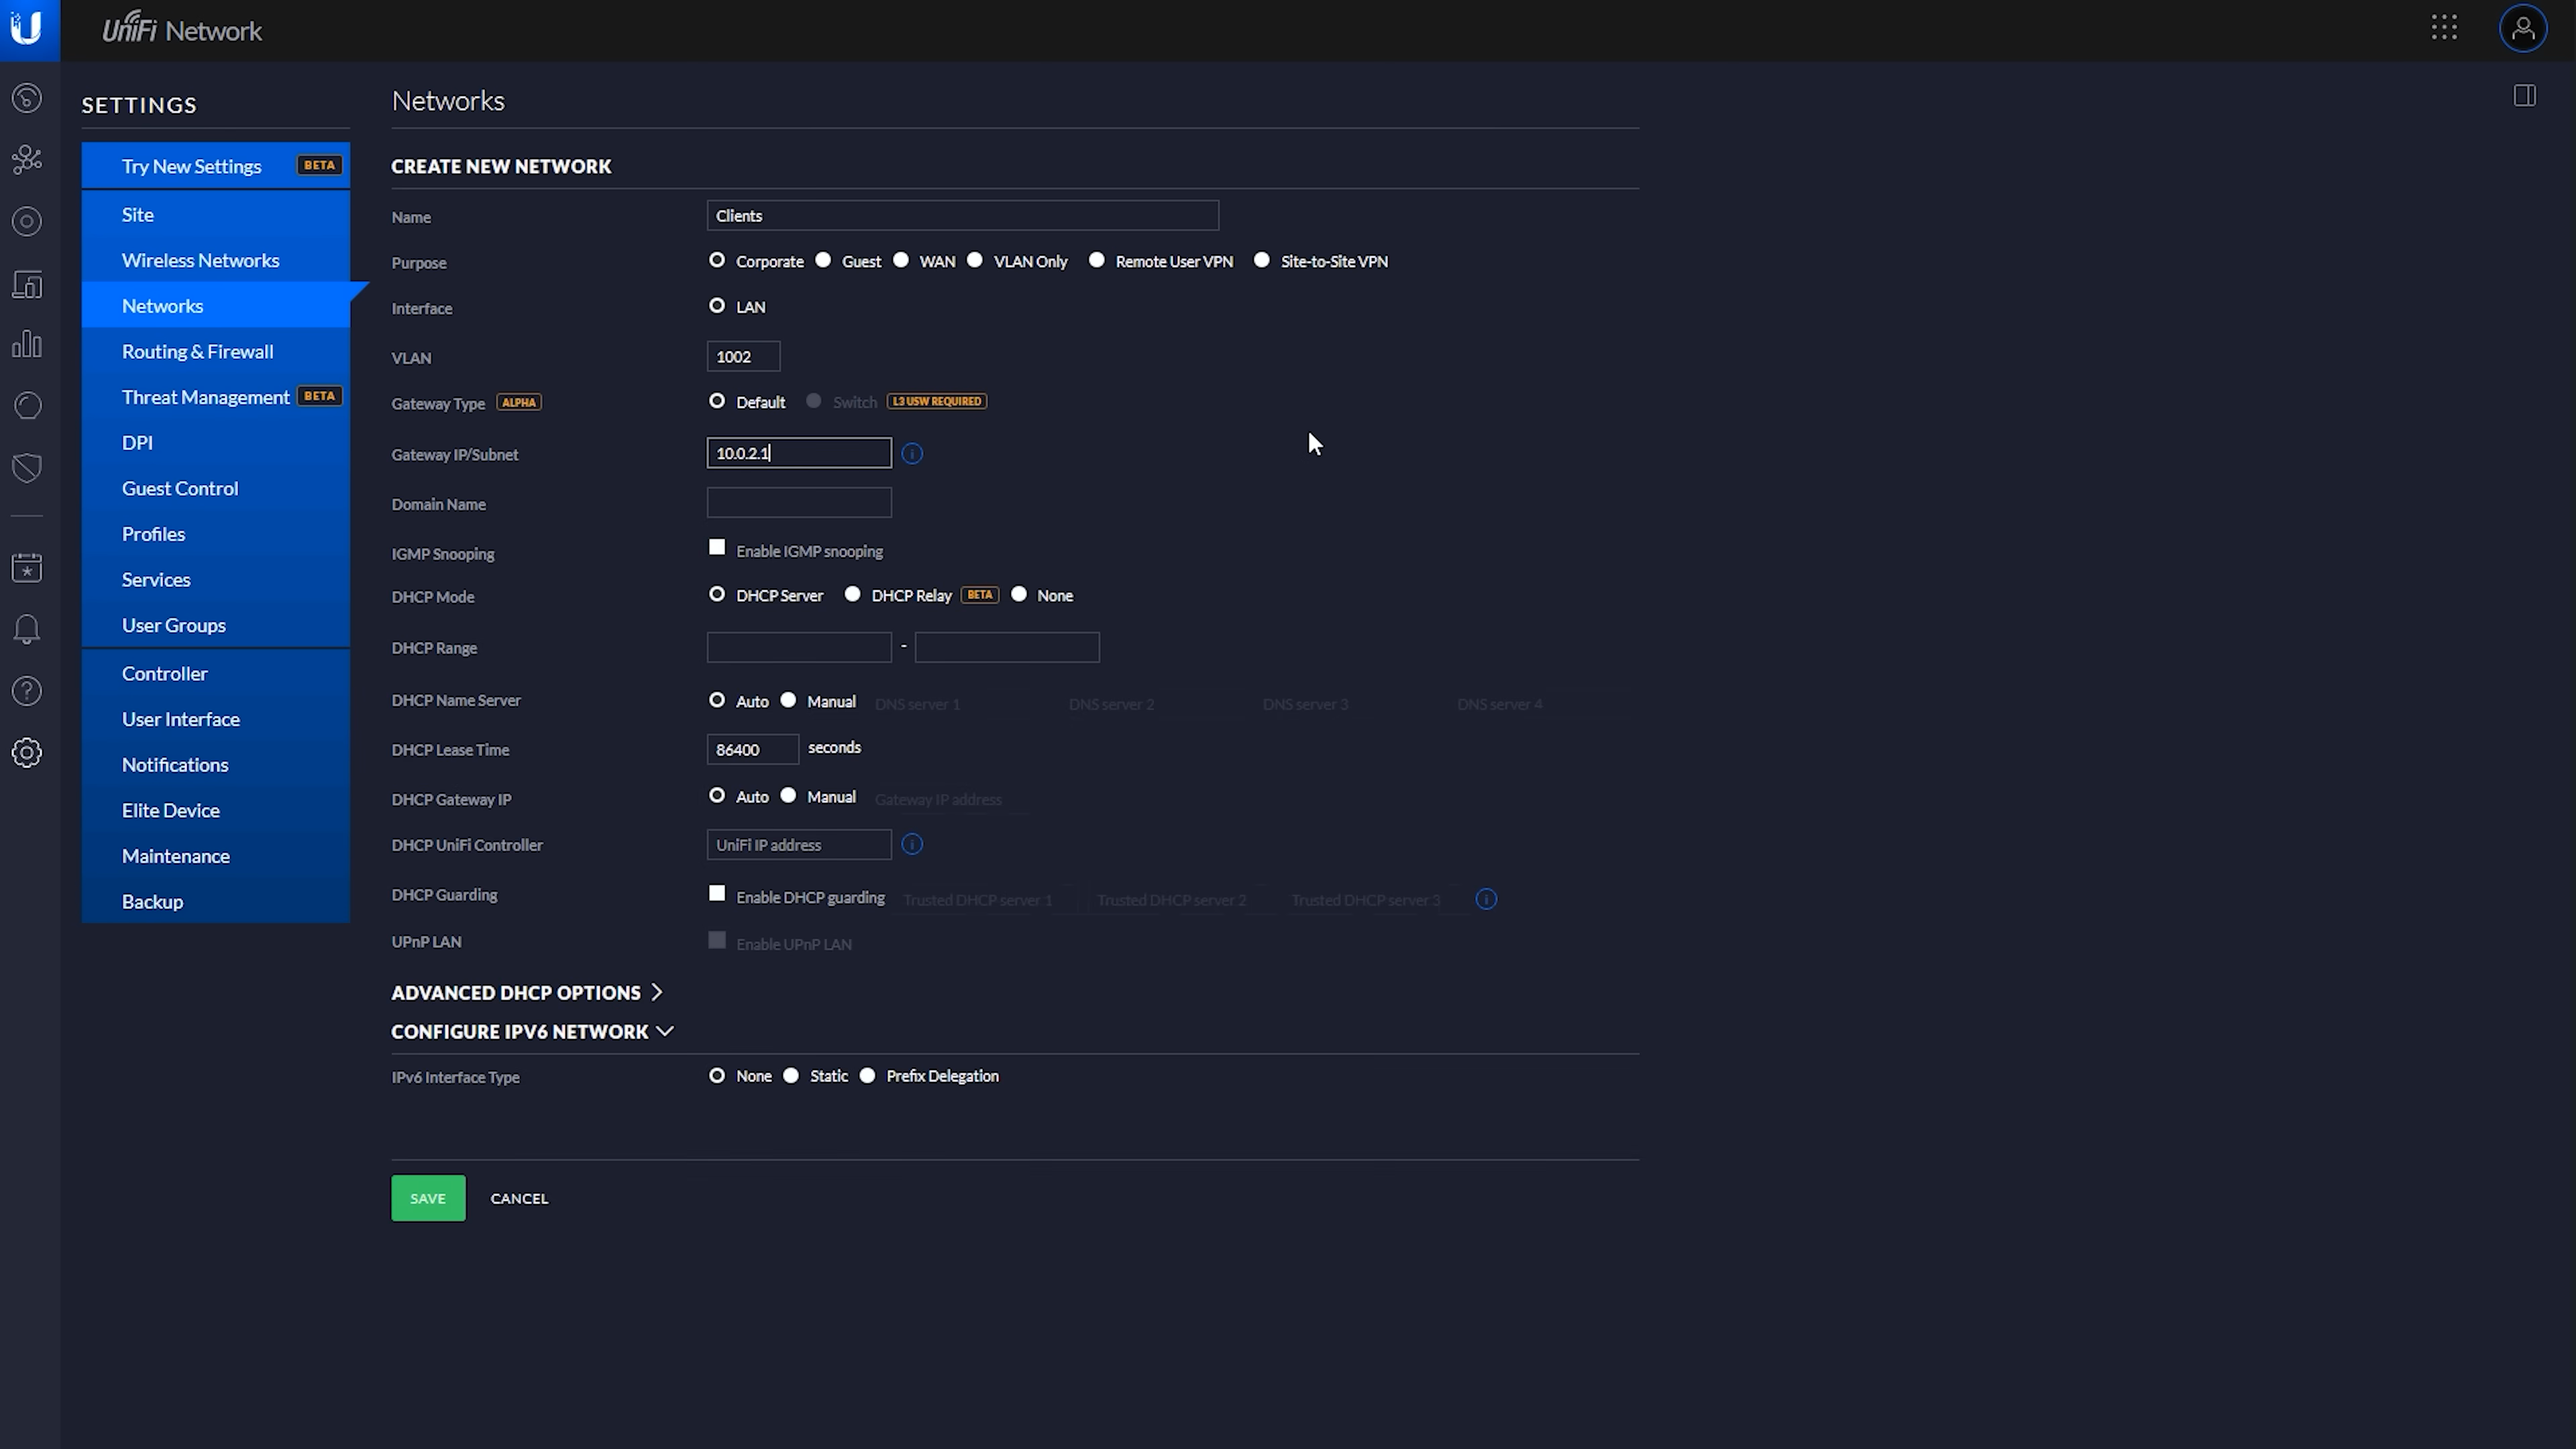 UniFi Network
SETTINGS
Try New Settings BETA
Site
Wireless Networks
Networks
Routing & Firewall
Threat Management BETA
DPI
Guest Control
Profiles
Services
User Groups
Controller
User Interface
Notifications
Elite Device
Maintenance
Backup
Networks
CREATE NEW NETWORK
Name Clients
Purpose Corporate Guest WAN VLAN Only Remote User VPN Site-to-Site VPN
Interface LAN
VLAN 1002
Gateway Type ALPHA Default Switch L3 USW REQUIRED
Gateway IP/Subnet 10.0.2.1
Domain Name
IGMP Snooping Enable IGMP snooping
DHCP Mode DHCP Server DHCP Relay BETA None
DHCP Range -
DHCP Name Server Auto Manual DNS server 1 DNS server 2 DNS server 3 DNS server 4
DHCP Lease Time 86400 seconds
DHCP Gateway IP Auto Manual Gateway IP address
DHCP UniFi Controller UniFi IP address
DHCP Guarding Enable DHCP guarding Trusted DHCP server 1 Trusted DHCP server 2 Trusted DHCP server 3
UPnP LAN Enable UPnP LAN
ADVANCED DHCP OPTIONS
CONFIGURE IPV6 NETWORK
IPv6 Interface Type None Static Prefix Delegation
SAVE CANCEL